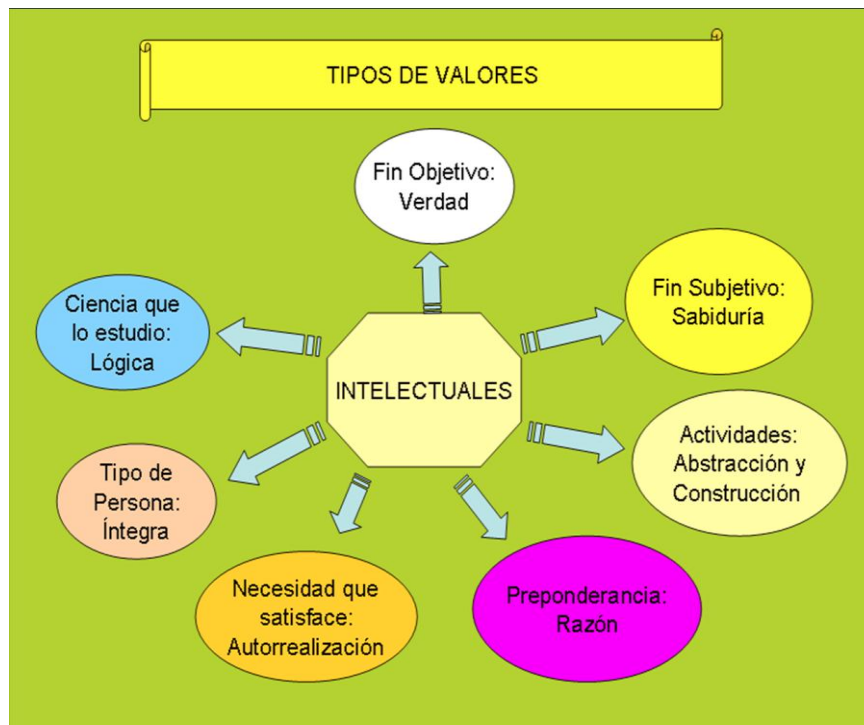 TIPOS DE VALORES
Fin Objetivo:
Verdad
Fin Subjetivo:
Sabiduría
Ciencia que
lo estudio:
Lógica
INTELECTUALES
Actividades:
Abstracción y
Construcción
Tipo de
Persona:
Íntegra
Necesidad que
satisface:
Autorrealización
Preponderancia:
Razón